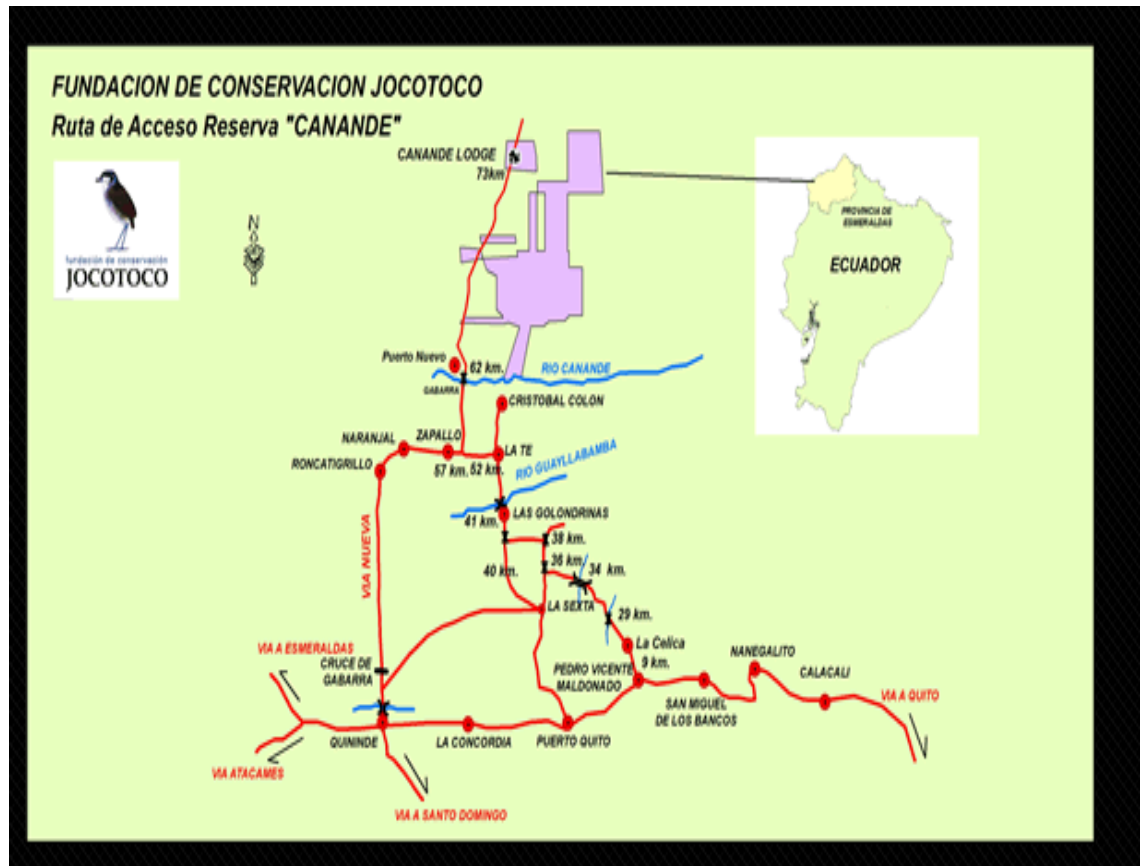 FUNDACION DE CONSERVACION JOCOTOCO
Ruta de Acceso Reserva "CANANDE"
fundación de conservación
JOCOTOCO
N
CANANDE LODGE
73km
PROVINCIA DE
ESMERALDAS
ECUADOR
Puerto Nuevo
62 km.
GABARRA
RIO CANANDE
CRISTOBAL COLON
NARANJAL
ZAPALLO
LA TE
RONCATIGRILLO
57 km.
52 km.
RIO GUAYLLABAMBA
41 km.
LAS GOLONDRINAS
38 km.
36 km
34 km.
40 km.
VIA NUEVA
LA SEXTA
29 km.
La Celica
9 km.
VIA A ESMERALDAS
CRUCE DE
GABARRA
PEDRO VICENTE
MALDONADO
NANEGALITO
CALACALI
SAN MIGUEL
DE LOS BANCOS
VIA A QUITO
QUININDE
LA CONCORDIA
PUERTO QUITO
VIA ATACAMES
VIA A SANTO DOMINGO